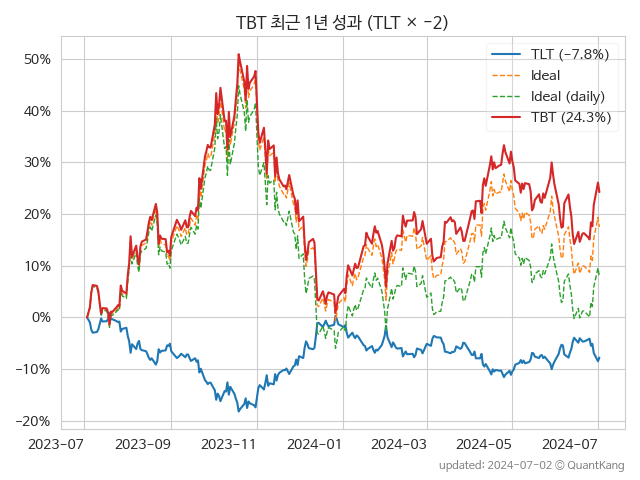 TBT 최근 1년 성과 (TLT × −2)
TLT (−7.8%)
Ideal
Ideal (daily)
TBT (24.3%)
50%
40%
30%
20%
10%
0%
−10%
−20%
2023-07 2023-09 2023-11 2024-01 2024-03 2024-05 2024-07
updated: 2024-07-02 © QuantKang